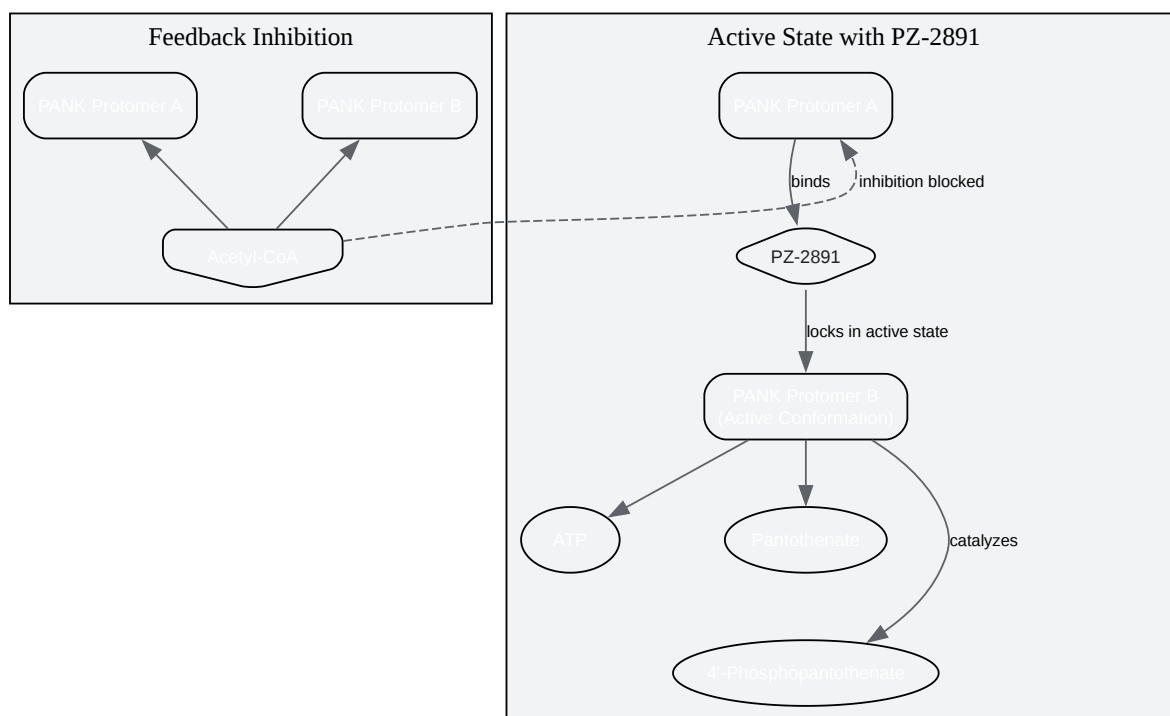 Feedback Inhibition
PANK Protomer A
PANK Protomer B
Acetyl-CoA
Active State with PZ-2891
PANK Protomer A
binds
inhibition blocked
PZ-2891
locks in active state
PANK Protomer B
(Active Conformation)
ATP
Pantothenate
catalyzes
4'-Phosphopantothenate